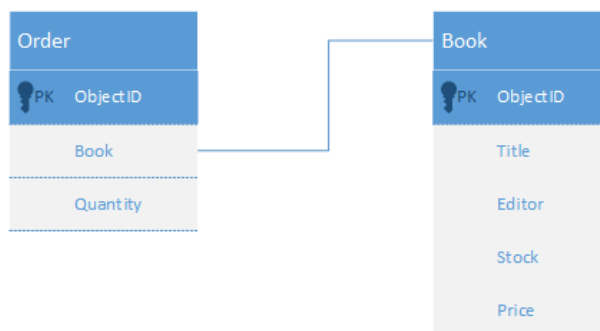 Order
PK ObjectID
Book
Quantity
Book
PK ObjectID
Title
Editor
Stock
Price